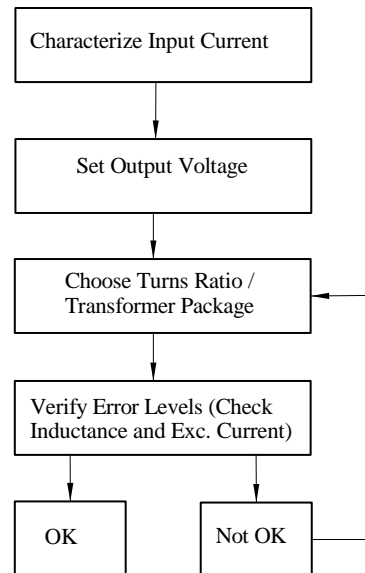 Characterize Input Current
Set Output Voltage
Choose Turns Ratio /
Transformer Package
Verify Error Levels (Check
Inductance and Exc. Current)
OK
Not OK